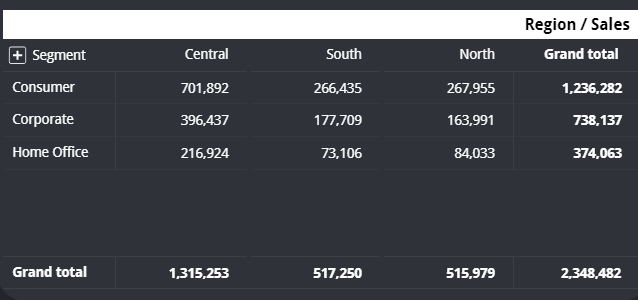 Region / Sales
Segment Central South North Grand total
Consumer 701,892 266,435 267,955 1,236,282
Corporate 396,437 177,709 163,991 738,137
Home Office 216,924 73,106 84,033 374,063
Grand total 1,315,253 517,250 515,979 2,348,482